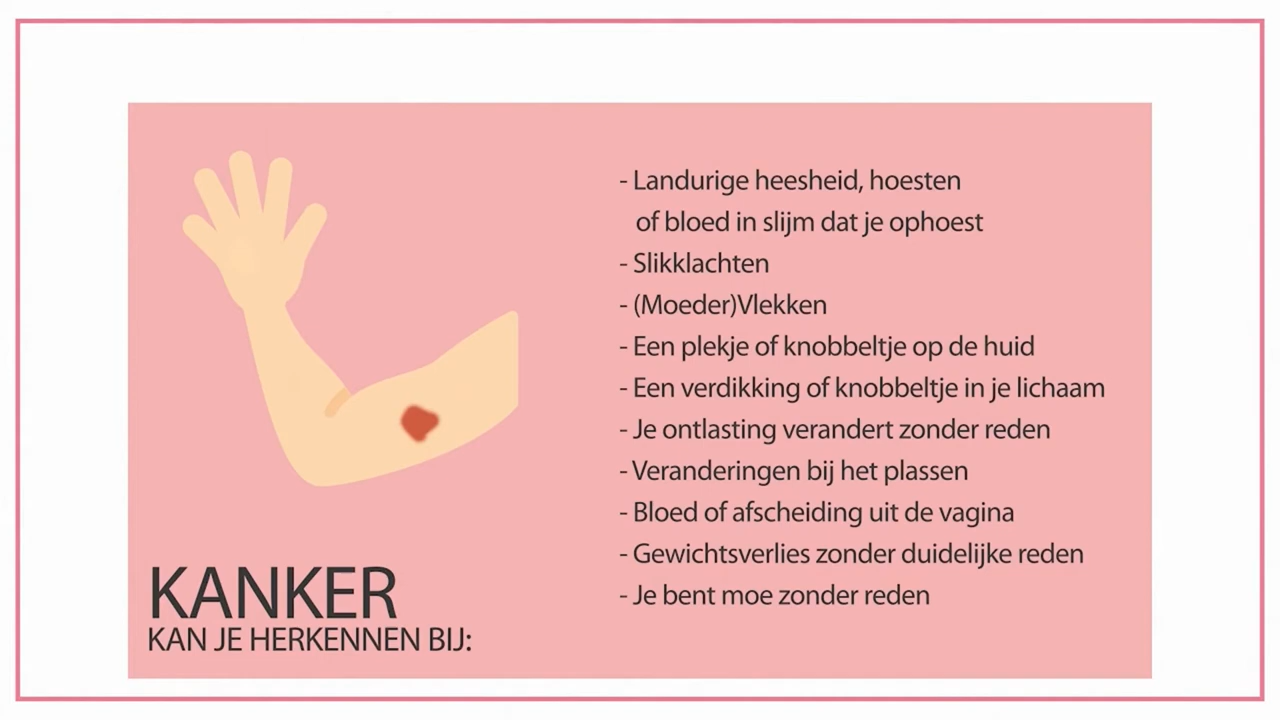 - Landurige heesheid, hoesten
of bloed in slijm dat je ophoest
- Slikklachten
- (Moeder)Vlekken
- Een plekje of knobbeltje op de huid
- Een verdikking of knobbeltje in je lichaam
- Je ontlasting verandert zonder reden
- Veranderingen bij het plassen
- Bloed of afscheiding uit de vagina
- Gewichtsverlies zonder duidelijke reden
- Je bent moe zonder reden
KANKER
KAN JE HERKENNEN BIJ: